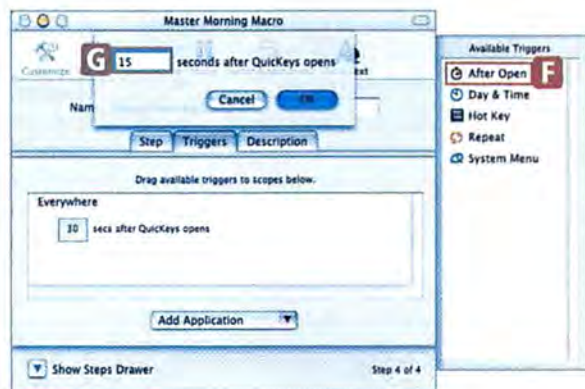 Master Morning Macro
Customize
G
15 seconds after QuicKeys opens
Cancel
OK
Nam
Step Triggers Description
Drag available triggers to scopes below.
Everywhere
10 secs after QuicKeys opens
Add Application
Show Steps Drawer
Step 4 of 4
Available Triggers
After Open
F
Day & Time
Hot Key
Repeat
System Menu